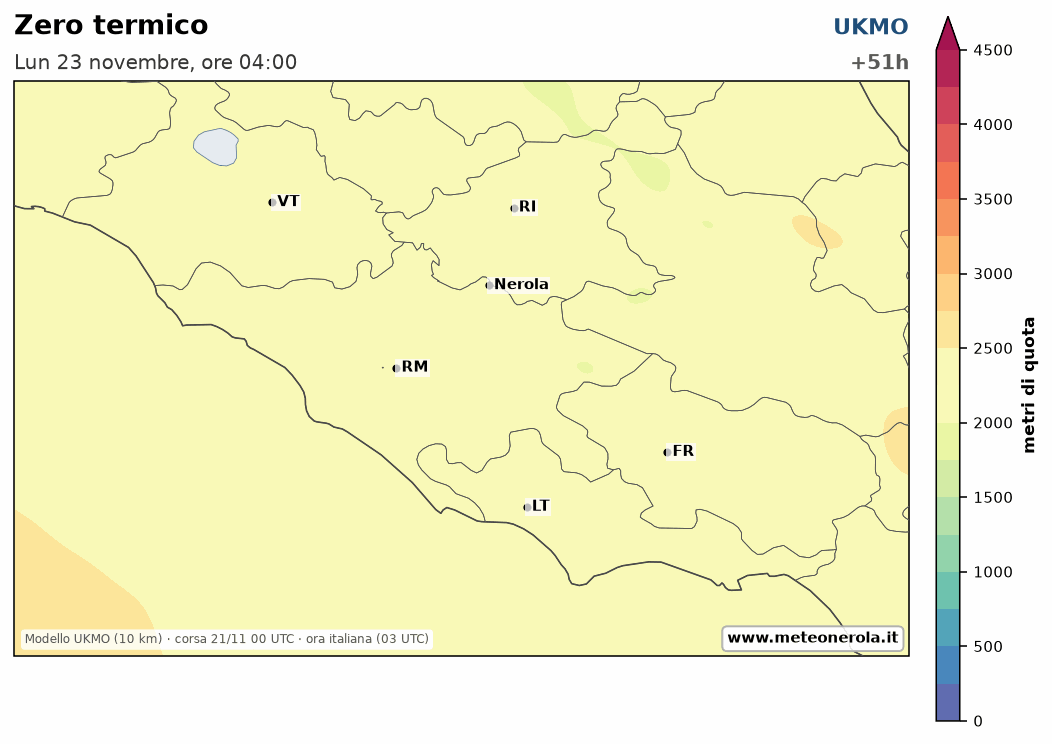 Zero termico
UKMO
Lun 23 novembre, ore 04:00
+51h
VT
RI
Nerola
RM
FR
LT
Modello UKMO (10 km) · corsa 21/11 00 UTC · ora italiana (03 UTC)
www.meteonerola.it
4500
4000
3500
3000
2500
2000
1500
1000
500
0
metri di quota